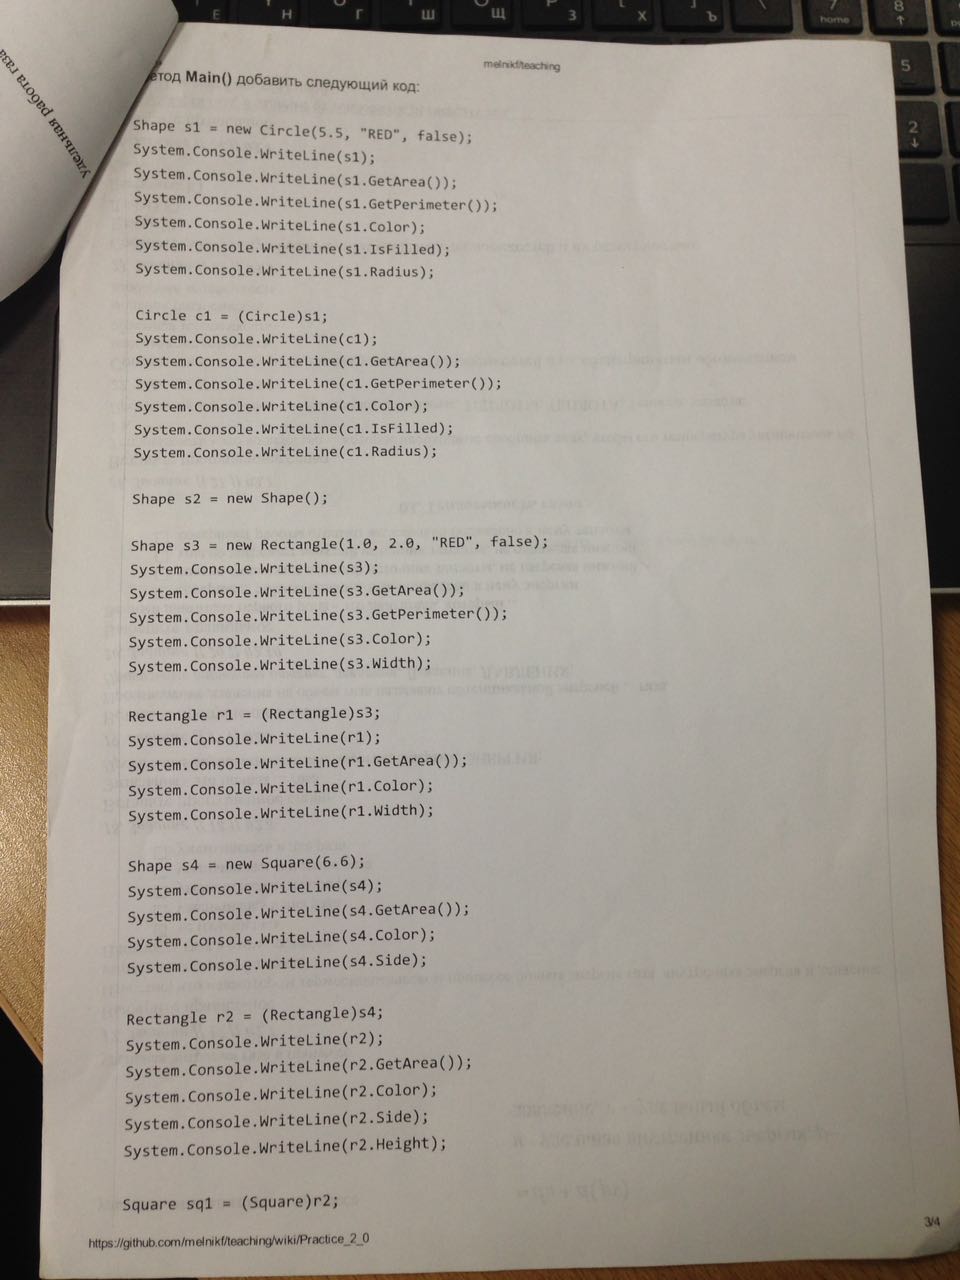 удельная работа газа
melnikf/teaching
Main() добавить следующий код:
Shape s1 = new Circle(5.5, "RED", false);
System.Console.WriteLine(s1);
System.Console.WriteLine(s1.GetArea());
System.Console.WriteLine(s1.GetPerimeter());
System.Console.WriteLine(s1.Color);
System.Console.WriteLine(s1.IsFilled);
System.Console.WriteLine(s1.Radius);
Circle c1 = (Circle)s1;
System.Console.WriteLine(c1);
System.Console.WriteLine(c1.GetArea());
System.Console.WriteLine(c1.GetPerimeter());
System.Console.WriteLine(c1.Color);
System.Console.WriteLine(c1.IsFilled);
System.Console.WriteLine(c1.Radius);
Shape s2 = new Shape();
Shape s3 = new Rectangle(1.0, 2.0, "RED", false);
System.Console.WriteLine(s3);
System.Console.WriteLine(s3.GetArea());
System.Console.WriteLine(s3.GetPerimeter());
System.Console.WriteLine(s3.Color);
System.Console.WriteLine(s3.Width);
Rectangle r1 = (Rectangle)s3;
System.Console.WriteLine(r1);
System.Console.WriteLine(r1.GetArea());
System.Console.WriteLine(r1.Color);
System.Console.WriteLine(r1.Width);
Shape s4 = new Square(6.6);
System.Console.WriteLine(s4);
System.Console.WriteLine(s4.GetArea());
System.Console.WriteLine(s4.Color);
System.Console.WriteLine(s4.Side);
Rectangle r2 = (Rectangle)s4;
System.Console.WriteLine(r2);
System.Console.WriteLine(r2.GetArea());
System.Console.WriteLine(r2.Color);
System.Console.WriteLine(r2.Side);
System.Console.WriteLine(r2.Height);
Square sq1 = (Square)r2;
https://github.com/melnikf/teaching/wiki/Practice_2_0
3/4